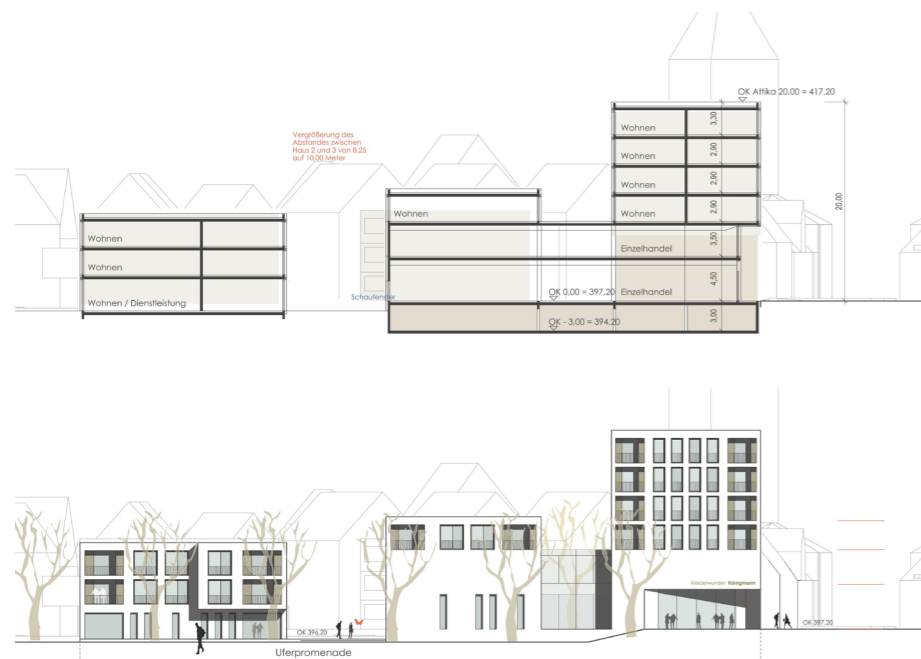 OK Attika 20,00 = 417,20
Vergrößerung des
Abstandes zwischen
Haus 2 und 3 von 8.25
auf 10.00 Meter
Wohnen
3,30
Wohnen
2,90
Wohnen
2,90
Wohnen
2,90
20,00
Wohnen
Wohnen
Wohnen
Wohnen / Dienstleistung
3,50
Einzelhandel
4,50
Schaufenster
OK 0.00 = 397,20
Einzelhandel
OK - 3,00 = 394,20
3,00
Kleiderwunder Königmann
OK 396,20
OK 397,20
Uferpromenade